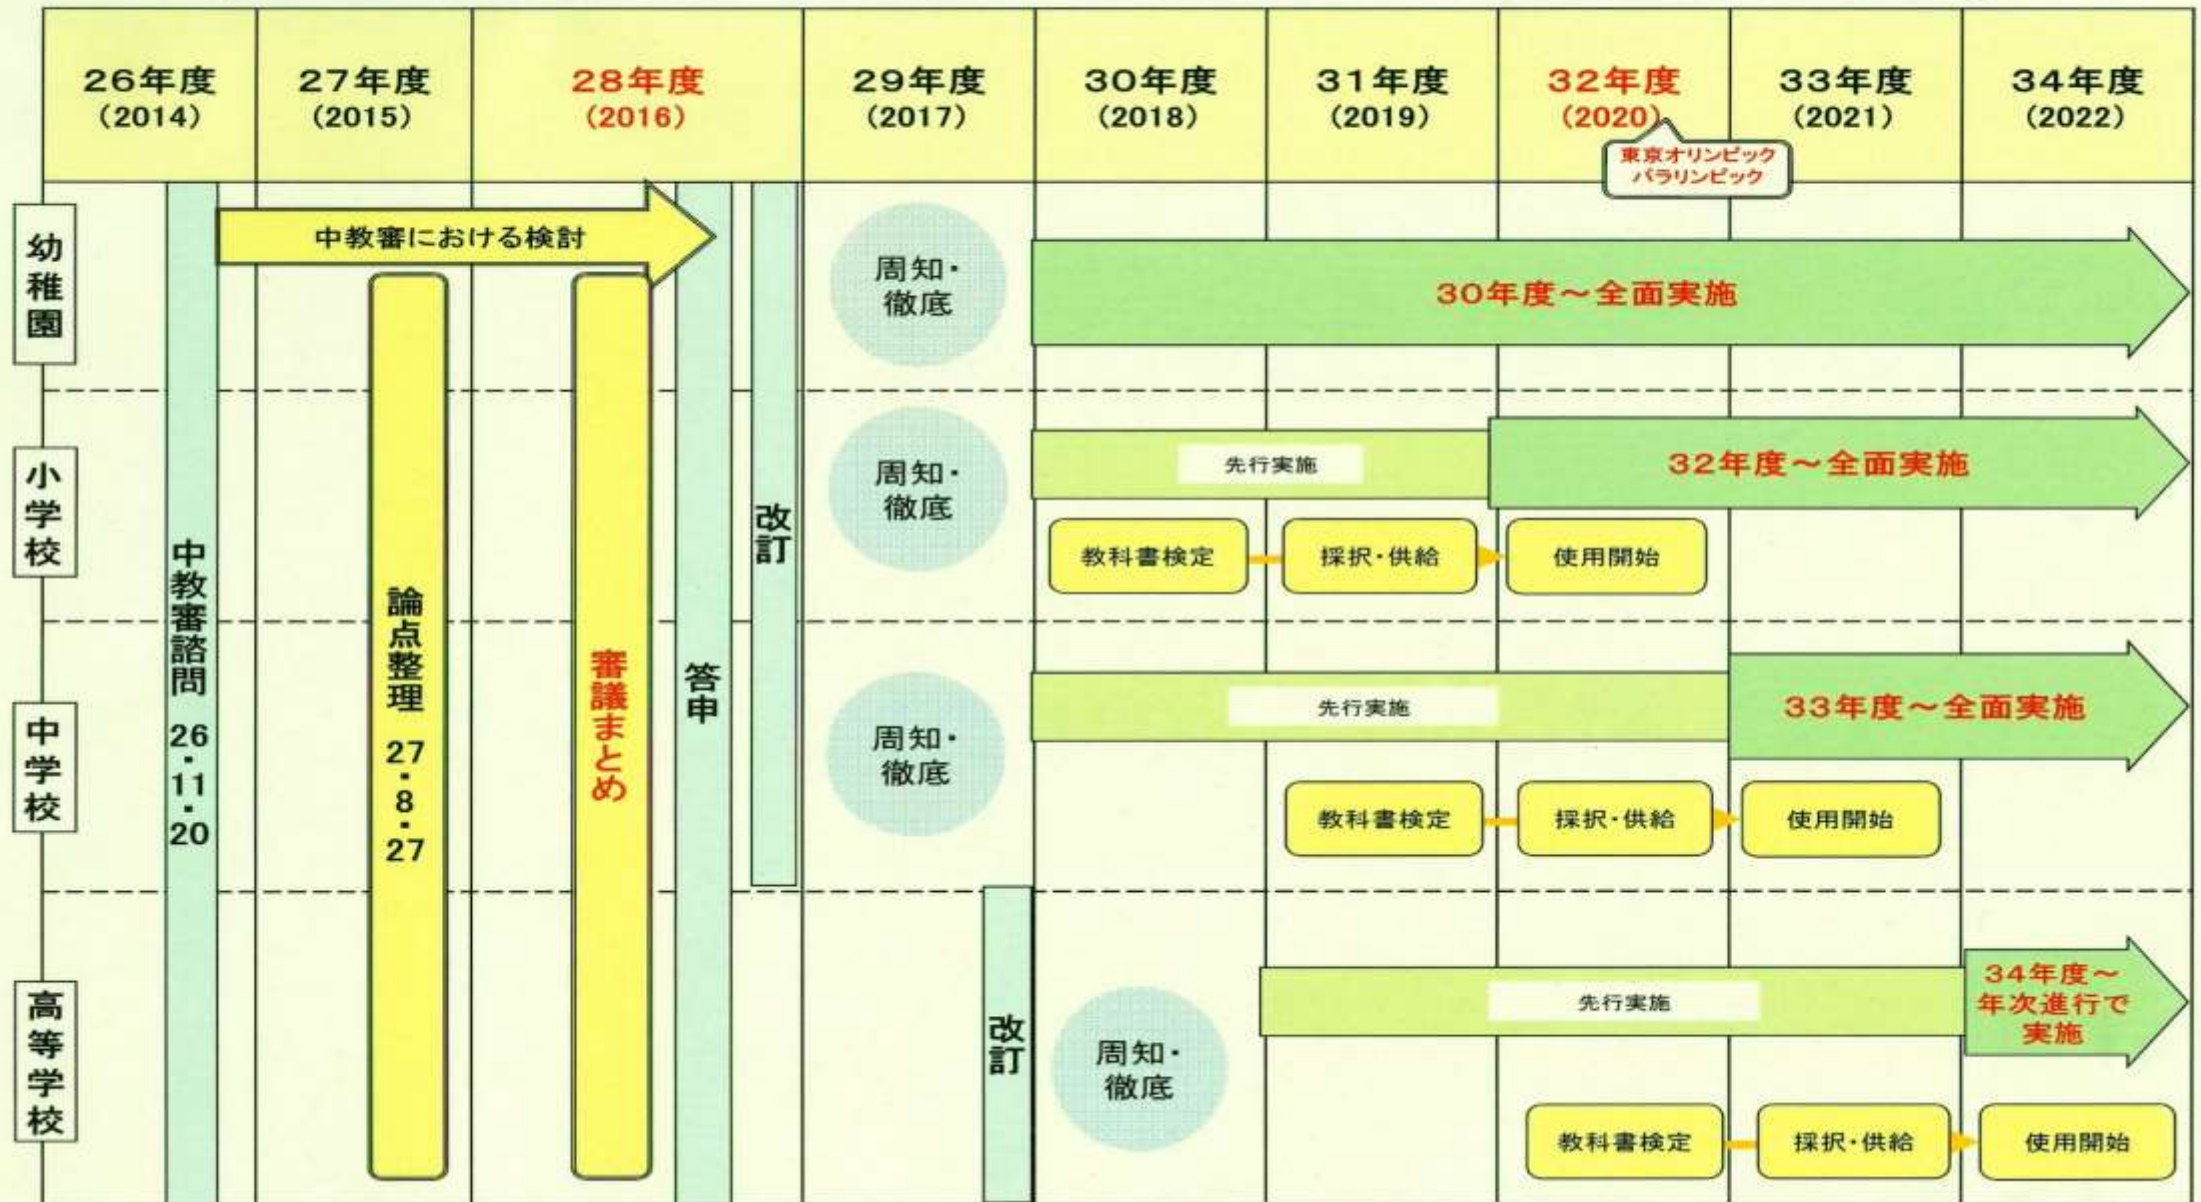 26年度
(2014)
27年度
(2015)
28年度
(2016)
29年度
(2017)
30年度
(2018)
31年度
(2019)
32年度
(2020)
33年度
(2021)
34年度
(2022)
東京オリンピック
パラリンピック
幼稚園
中教審における検討
周知・
徹底
30年度～全面実施
小学校
周知・
徹底
先行実施
32年度～全面実施
教科書検定
採択・供給
使用開始
中教審諮問 26・11・20
論点整理 27・8・27
審議まとめ
答申
改訂
中学校
周知・
徹底
先行実施
33年度～全面実施
教科書検定
採択・供給
使用開始
高等学校
改訂
周知・
徹底
先行実施
34年度～
年次進行で
実施
教科書検定
採択・供給
使用開始